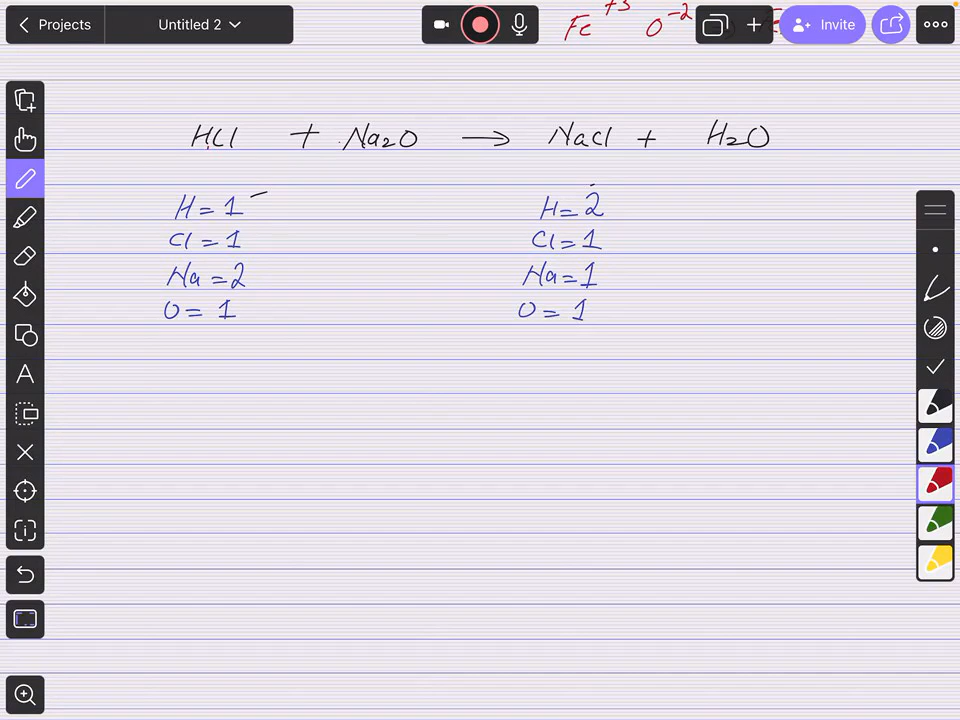 Projects Untitled 2 Invite
Fe +3 O -2
HCl + Na2O → NaCl + H2O
H = 1 H = 2
Cl = 1 Cl = 1
Na = 2 Na = 1
O = 1 O = 1
A